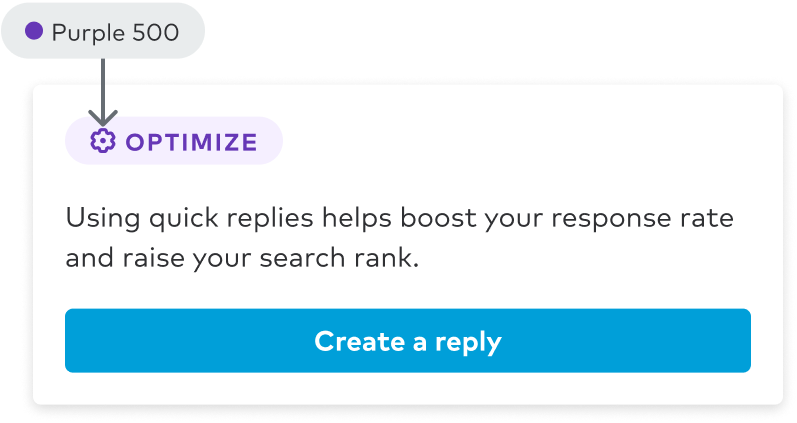 Purple 500
OPTIMIZE
Using quick replies helps boost your response rate
and raise your search rank.
Create a reply